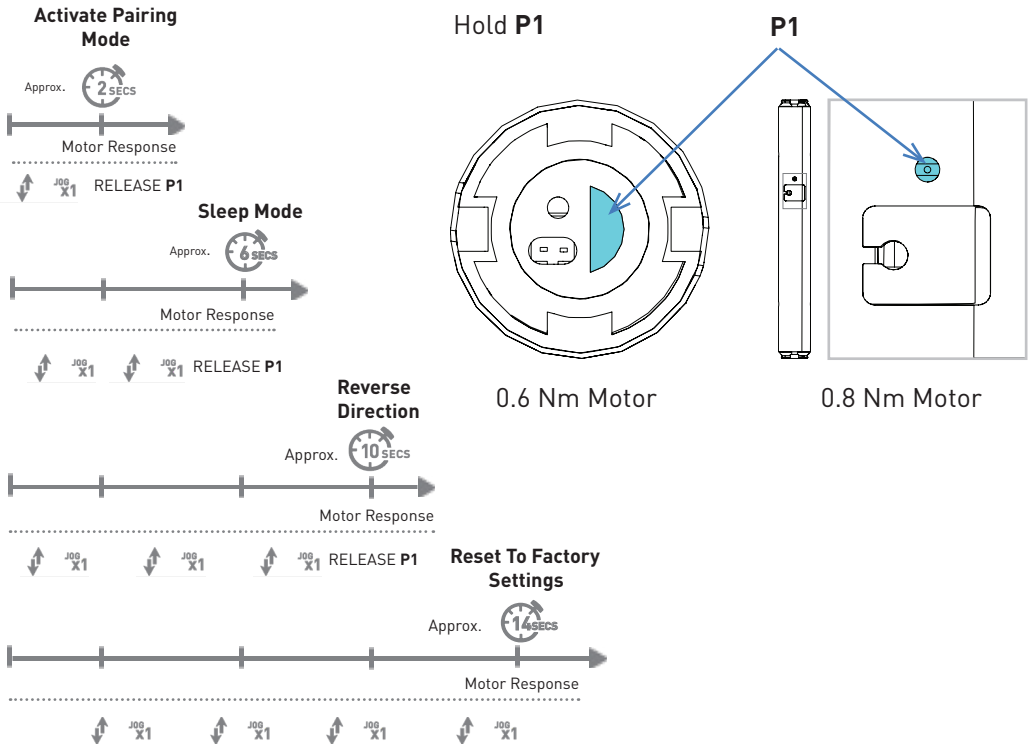 Activate Pairing
Mode
Approx.
2 SECS
Motor Response
JOG
X1
RELEASE P1
Sleep Mode
Approx.
6 SECS
Motor Response
JOG
X1
JOG
X1
RELEASE P1
Reverse
Direction
Approx.
10 SECS
Motor Response
JOG
X1
JOG
X1
JOG
X1
RELEASE P1
Reset To Factory
Settings
Approx.
14 SECS
Motor Response
JOG
X1
JOG
X1
JOG
X1
JOG
X1
Hold P1
P1
0.6 Nm Motor
0.8 Nm Motor